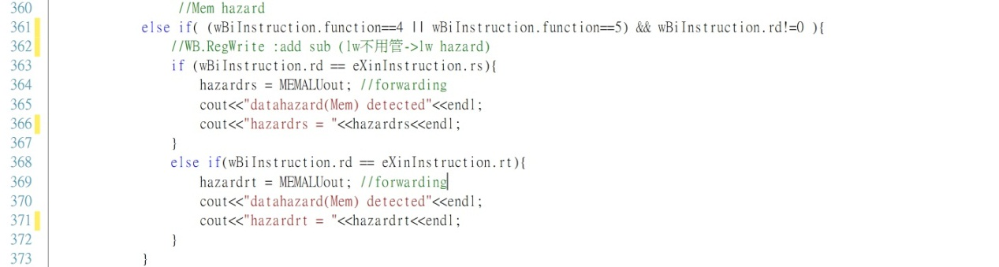 360 //Mem hazard
361 else if( (wBiInstruction.function==4 || wBiInstruction.function==5) && wBiInstruction.rd!=0 ){
362 //WB.RegWrite :add sub (lw不用管->lw hazard)
363 if (wBiInstruction.rd == eXinInstruction.rs){
364 hazardrs = MEMALUout; //forwarding
365 cout<<"datahazard(Mem) detected"<<endl;
366 cout<<"hazardrs = "<<hazardrs<<endl;
367 }
368 else if(wBiInstruction.rd == eXinInstruction.rt){
369 hazardrt = MEMALUout; //forwarding
370 cout<<"datahazard(Mem) detected"<<endl;
371 cout<<"hazardrt = "<<hazardrt<<endl;
372 }
373 }